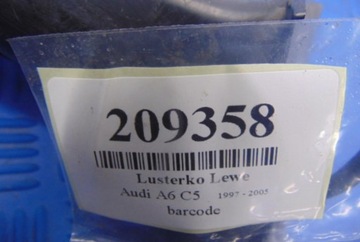 209358
Lusterko Lewe
Audi A6 C5 1997 - 2005
barcode